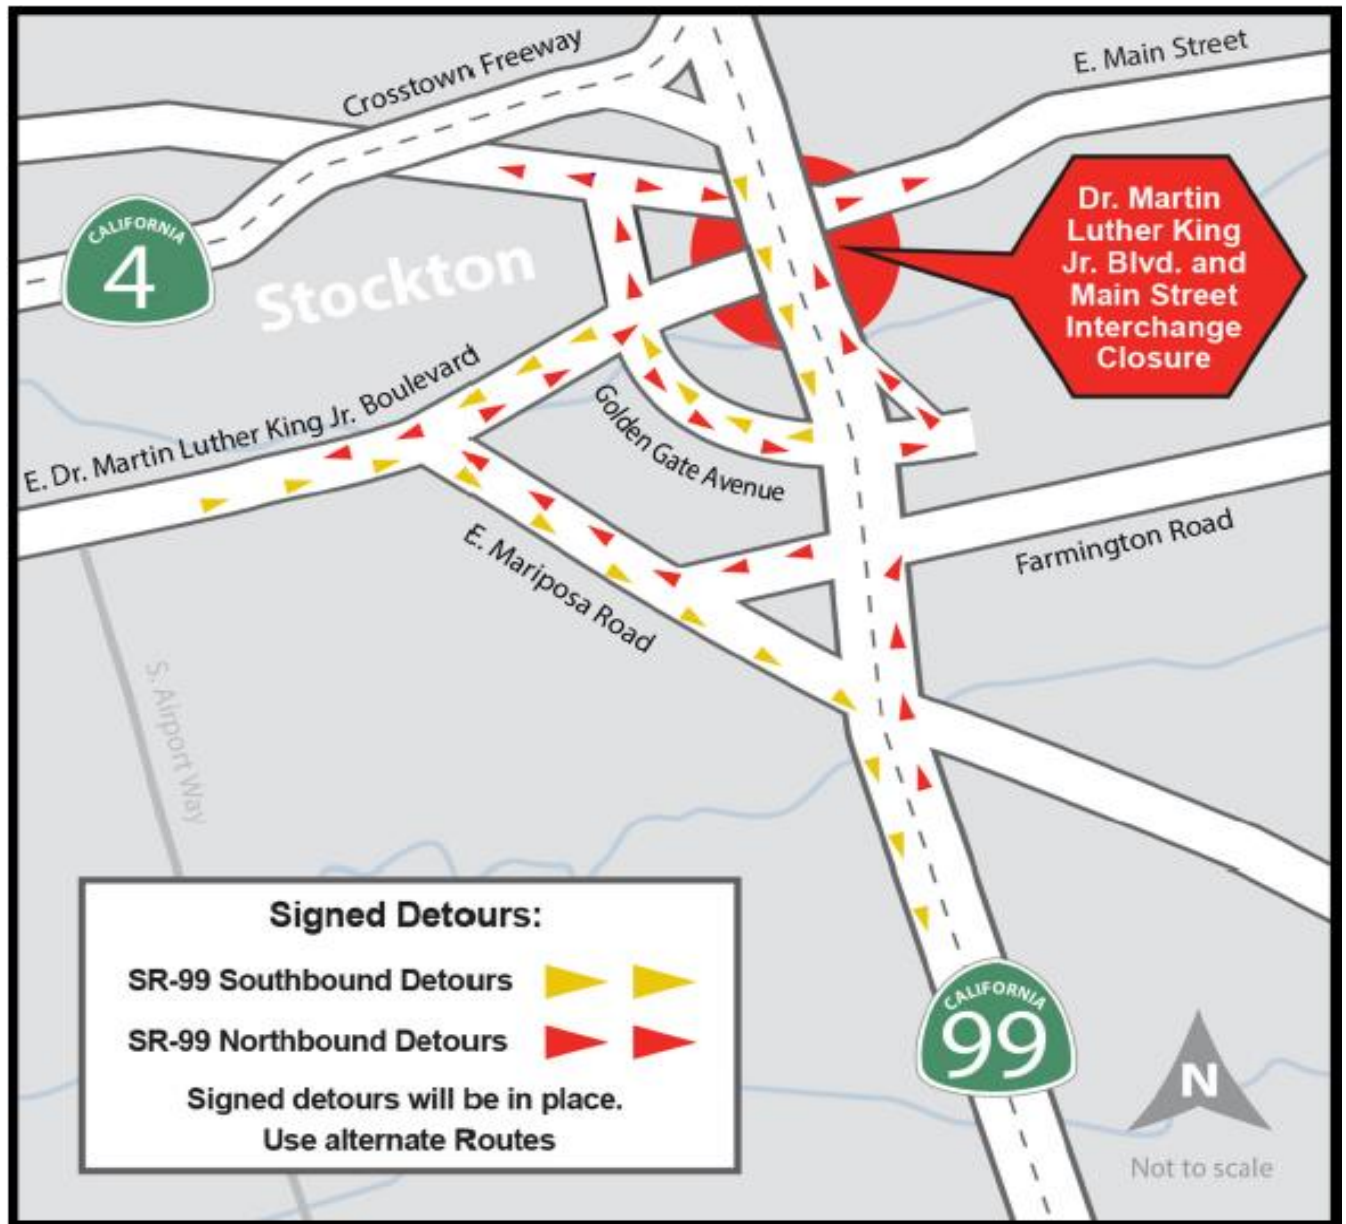 Crosstown Freeway
E. Main Street
CALIFORNIA
4
Stockton
Dr. Martin
Luther King
Jr. Blvd. and
Main Street
Interchange
Closure
E. Dr. Martin Luther King Jr. Boulevard
Golden Gate Avenue
E. Mariposa Road
Farmington Road
S. Airport Way
Signed Detours:
SR-99 Southbound Detours
SR-99 Northbound Detours
Signed detours will be in place.
Use alternate Routes
CALIFORNIA
99
N
Not to scale